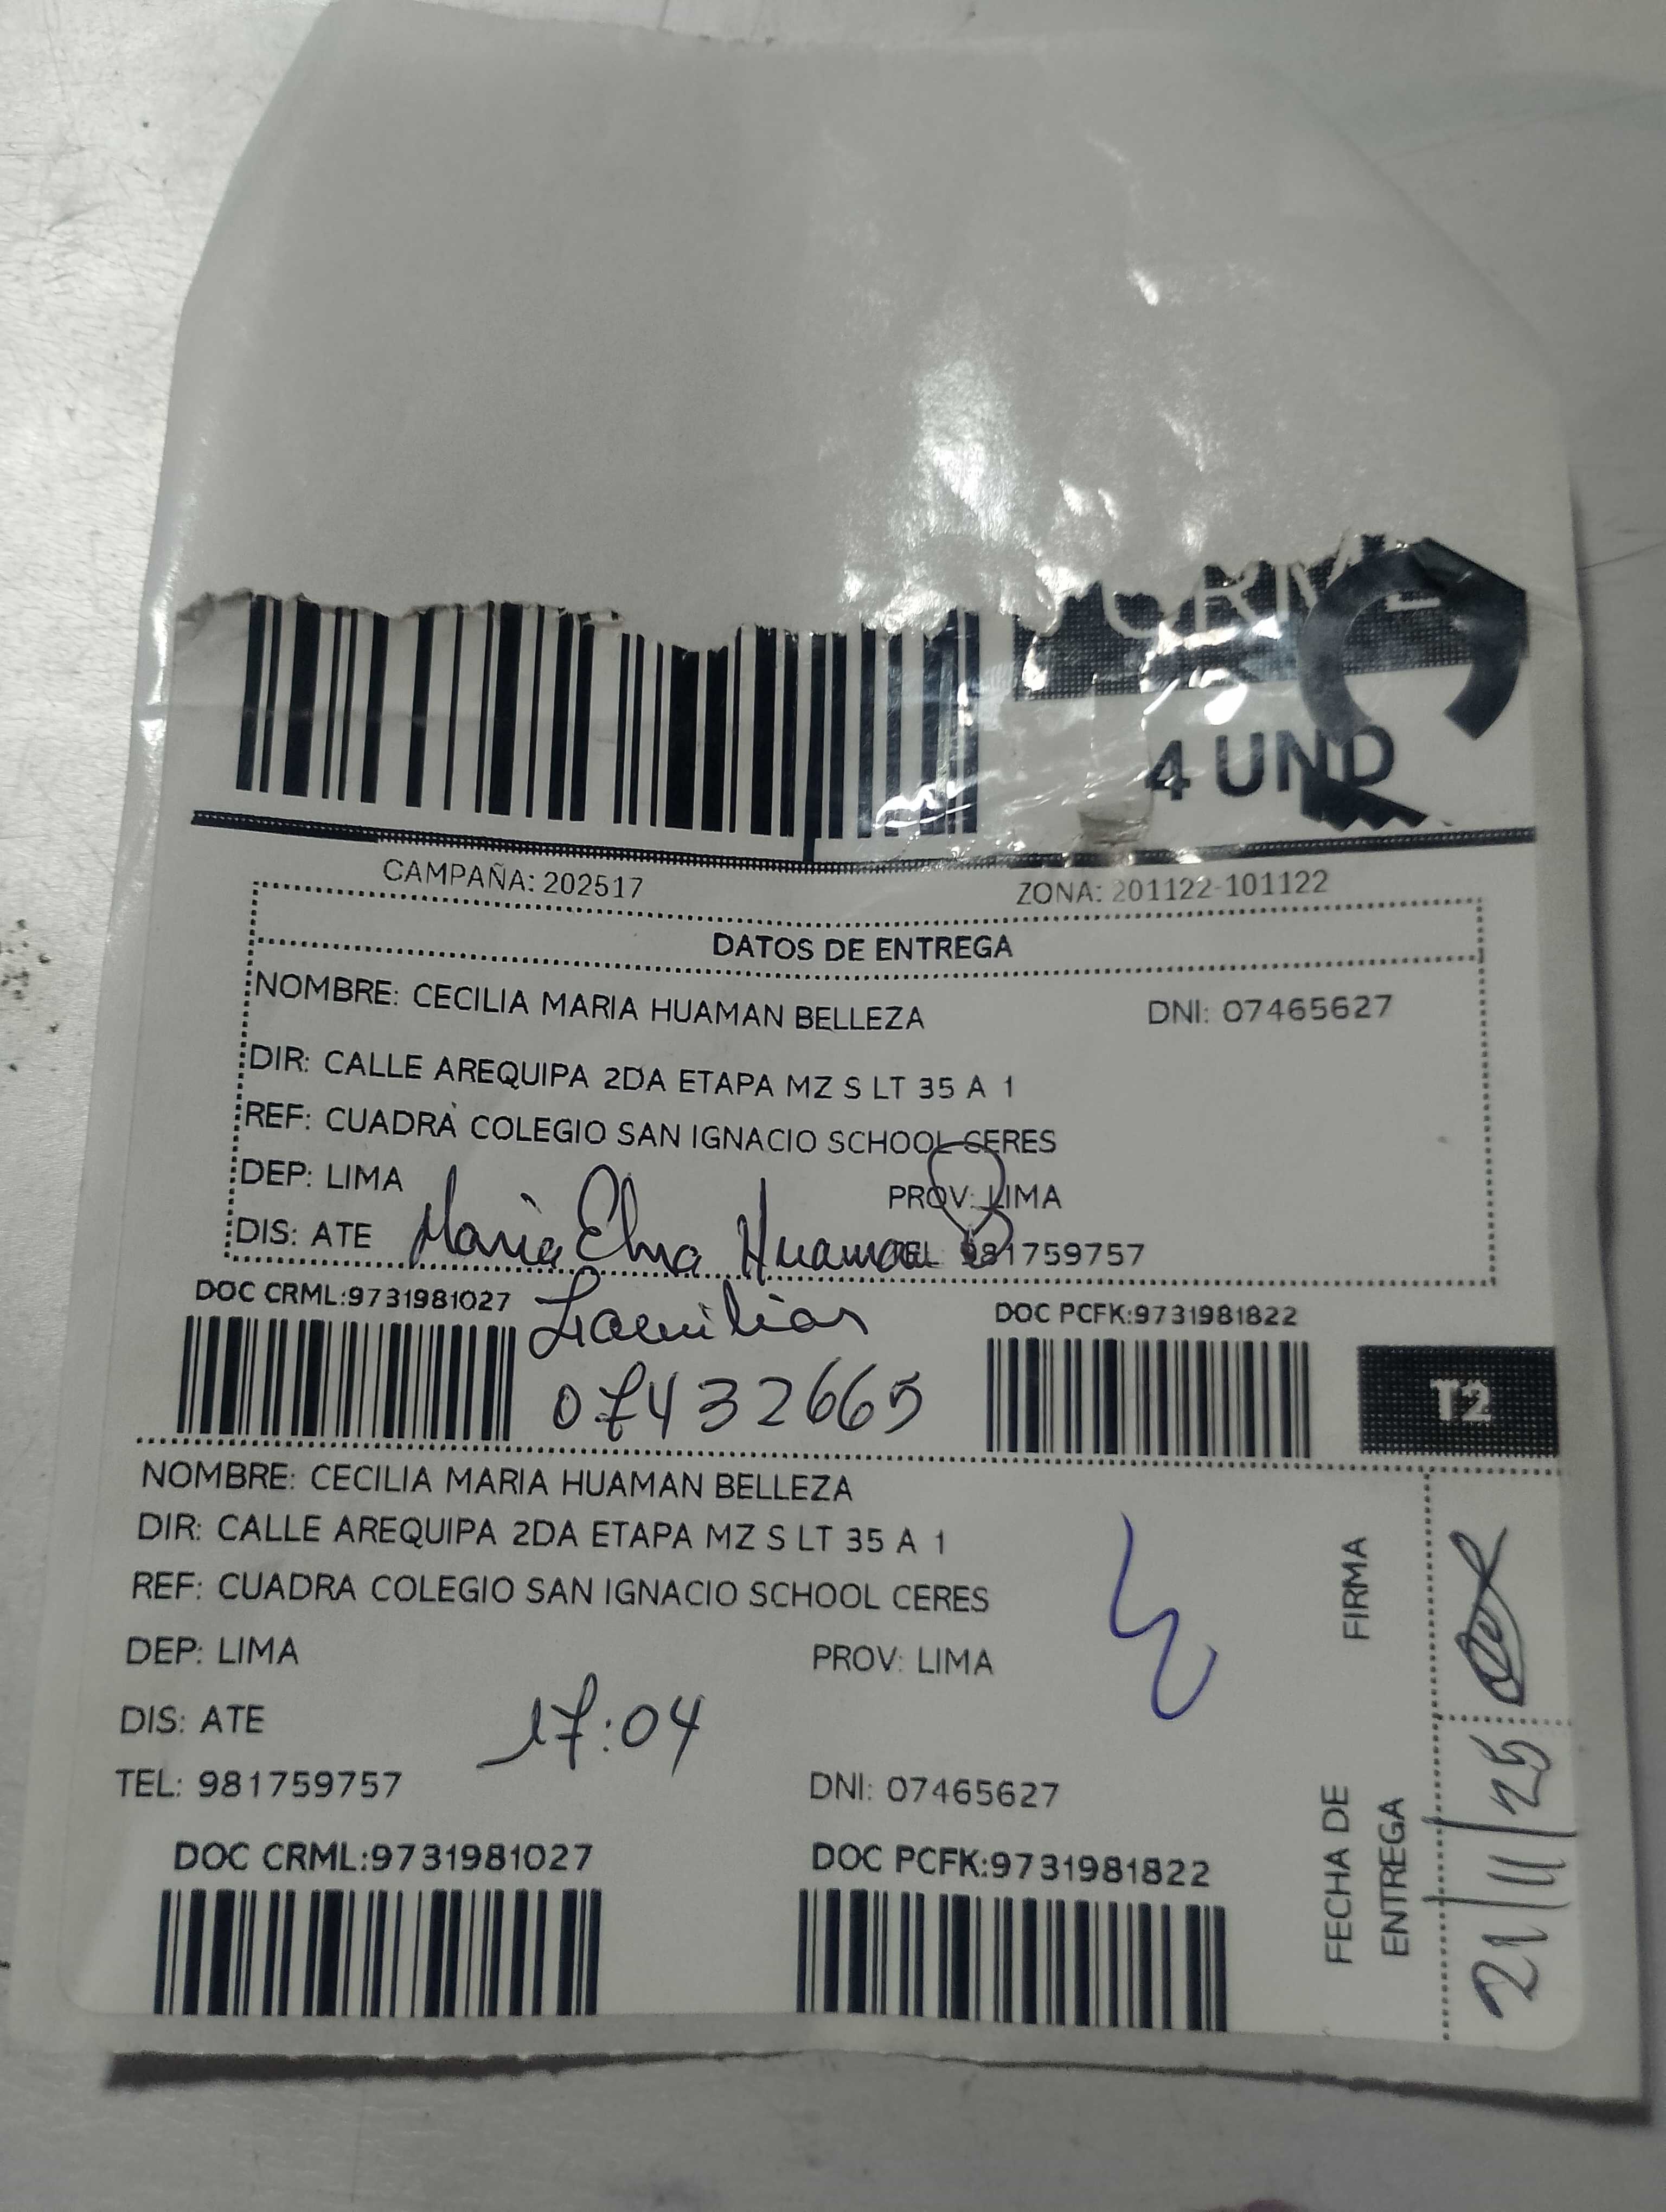 4 UND
CAMPAÑA: 202517 ZONA: 201122-101122
DATOS DE ENTREGA
NOMBRE: CECILIA MARIA HUAMAN BELLEZA DNI: 07465627
DIR: CALLE AREQUIPA 2DA ETAPA MZ S LT 35 A 1
REF: CUADRA COLEGIO SAN IGNACIO SCHOOL CERES
DEP: LIMA PROV: LIMA
DIS: ATE TEL: 981759757
Maria Elna Huaman
DOC CRML:9731981027 DOC PCFK:9731981822
Familiar
07432665
T2
NOMBRE: CECILIA MARIA HUAMAN BELLEZA
DIR: CALLE AREQUIPA 2DA ETAPA MZ S LT 35 A 1
REF: CUADRA COLEGIO SAN IGNACIO SCHOOL CERES
DEP: LIMA PROV: LIMA
DIS: ATE
17:04
TEL: 981759757 DNI: 07465627
DOC CRML:9731981027 DOC PCFK:9731981822
FIRMA
FECHA DE
ENTREGA
21/11/25